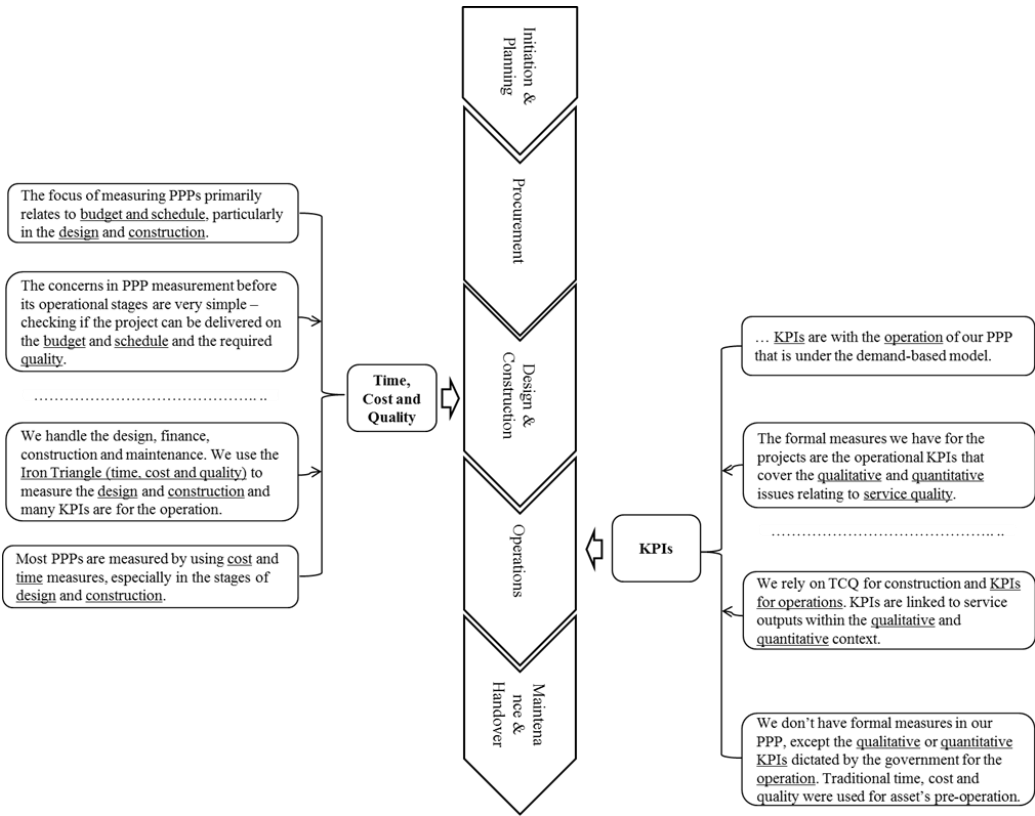 Initiation &
Planning
Procurement
Design &
Construction
Operations
Maintena
nce &
Handover
The focus of measuring PPPs primarily
relates to budget and schedule, particularly
in the design and construction.
The concerns in PPP measurement before
its operational stages are very simple –
checking if the project can be delivered on
the budget and schedule and the required
quality.
…………………………………….. ..
We handle the design, finance,
construction and maintenance. We use the
Iron Triangle (time, cost and quality) to
measure the design and construction and
many KPIs are for the operation.
Most PPPs are measured by using cost and
time measures, especially in the stages of
design and construction.
Time,
Cost and
Quality
KPIs
… KPIs are with the operation of our PPP
that is under the demand-based model.
The formal measures we have for the
projects are the operational KPIs that
cover the qualitative and quantitative
issues relating to service quality.
…………………………………….. ..
We rely on TCQ for construction and KPIs
for operations. KPIs are linked to service
outputs within the qualitative and
quantitative context.
We don’t have formal measures in our
PPP, except the qualitative or quantitative
KPIs dictated by the government for the
operation. Traditional time, cost and
quality were used for asset’s pre-operation.